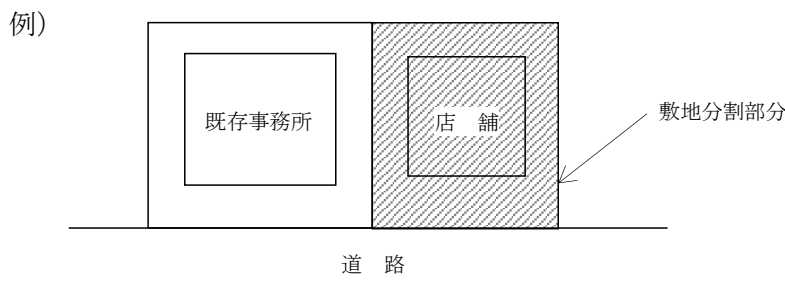 例）
既存事務所
店　舗
敷地分割部分
道　路